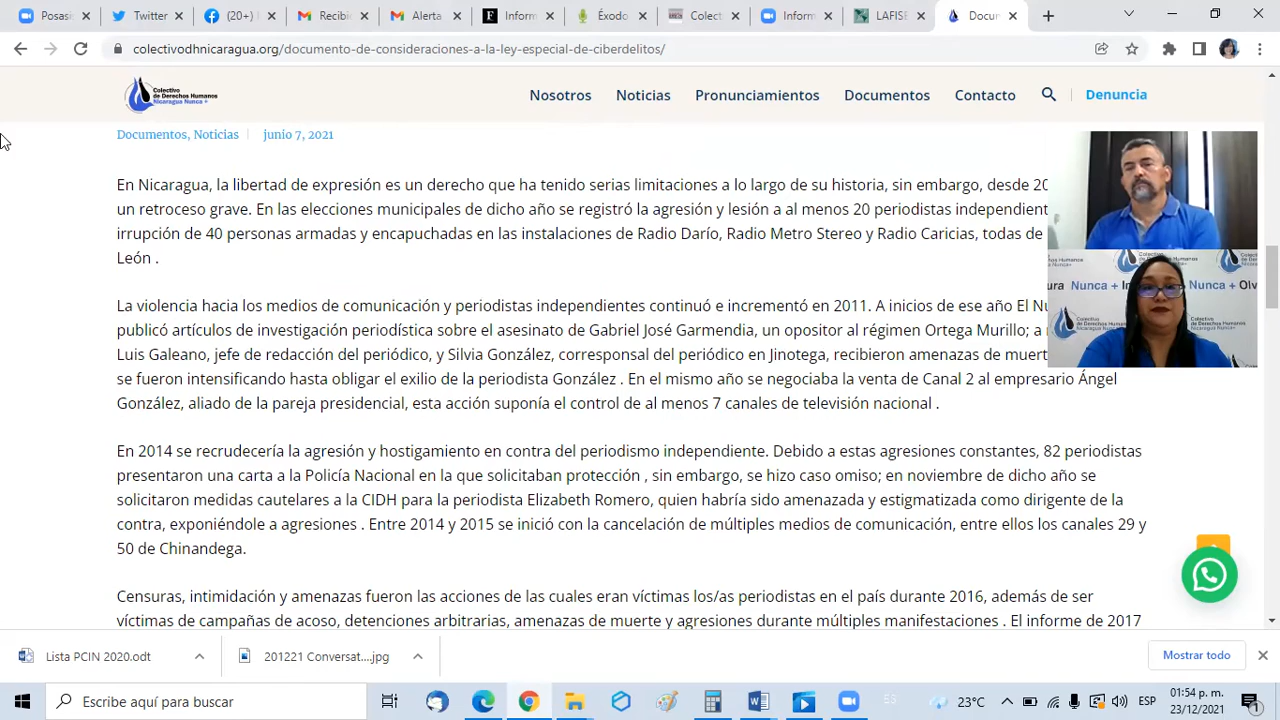 Posase
Twitter
(20+)
Recibi
Alerta
Inform
Éxodo
Colect
Inform
LAFISE
Docun
colectivodhnicaragua.org/documento-de-consideraciones-a-la-ley-especial-de-ciberdelitos/
Colectivo
de Derechos Humanos
Nicaragua Nunca +
Nosotros Noticias Pronunciamientos Documentos Contacto Denuncia
Documentos, Noticias junio 7, 2021
En Nicaragua, la libertad de expresión es un derecho que ha tenido serias limitaciones a lo largo de su historia, sin embargo, desde 20
un retroceso grave. En las elecciones municipales de dicho año se registró la agresión y lesión a al menos 20 periodistas independient
irrupción de 40 personas armadas y encapuchadas en las instalaciones de Radio Darío, Radio Metro Stereo y Radio Caricias, todas de
León .
La violencia hacia los medios de comunicación y periodistas independientes continuó e incrementó en 2011. A inicios de ese año El Nu
publicó artículos de investigación periodística sobre el asesinato de Gabriel José Garmendia, un opositor al régimen Ortega Murillo; a
Luis Galeano, jefe de redacción del periódico, y Silvia González, corresponsal del periódico en Jinotega, recibieron amenazas de muert
se fueron intensificando hasta obligar el exilio de la periodista González . En el mismo año se negociaba la venta de Canal 2 al empresario Ángel
González, aliado de la pareja presidencial, esta acción suponía el control de al menos 7 canales de televisión nacional .
En 2014 se recrudecería la agresión y hostigamiento en contra del periodismo independiente. Debido a estas agresiones constantes, 82 periodistas
presentaron una carta a la Policía Nacional en la que solicitaban protección , sin embargo, se hizo caso omiso; en noviembre de dicho año se
solicitaron medidas cautelares a la CIDH para la periodista Elizabeth Romero, quien habría sido amenazada y estigmatizada como dirigente de la
contra, exponiéndole a agresiones . Entre 2014 y 2015 se inició con la cancelación de múltiples medios de comunicación, entre ellos los canales 29 y
50 de Chinandega.
Censuras, intimidación y amenazas fueron las acciones de las cuales eran víctimas los/as periodistas en el país durante 2016, además de ser
víctimas de campañas de acoso, detenciones arbitrarias, amenazas de muerte y agresiones durante múltiples manifestaciones . El informe de 2017
ura Nunca + In Nunca + Olv
Lista PCIN 2020.odt
201221 Conversat....jpg
Mostrar todo
Escribe aquí para buscar
ES
23°C
ESP
01:54 p. m.
23/12/2021